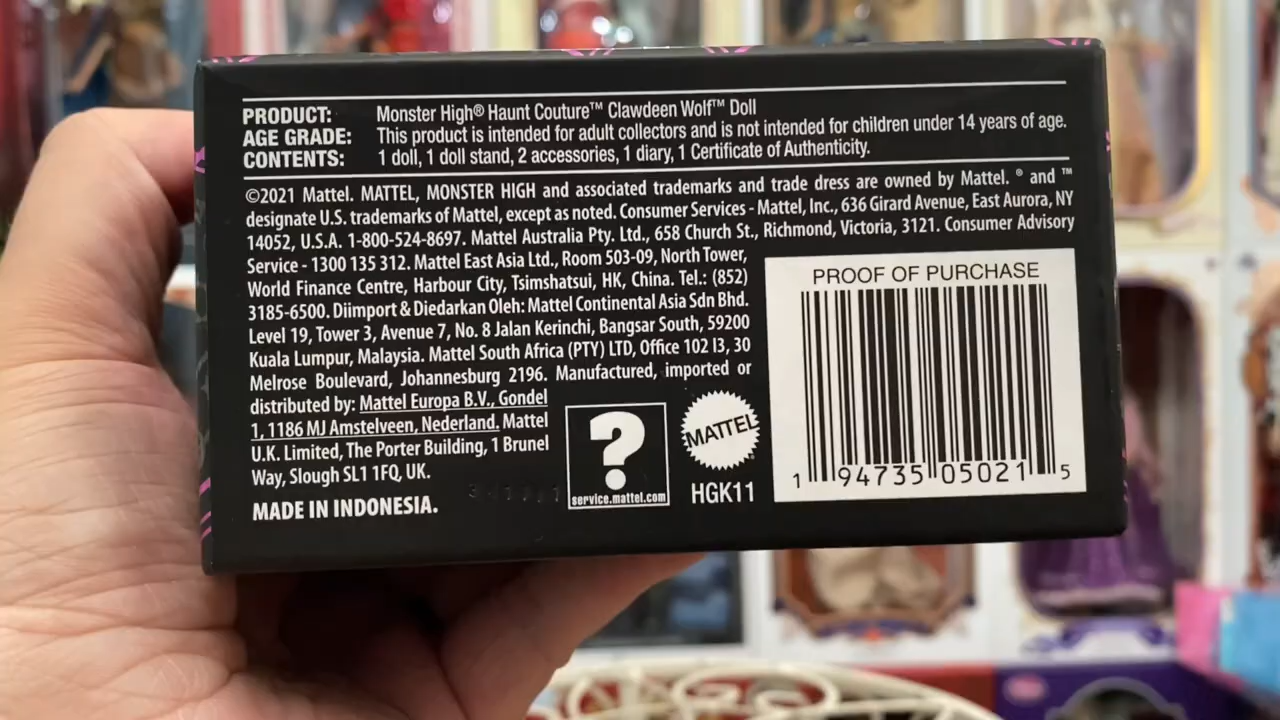 PRODUCT: Monster High® Haunt Couture™ Clawdeen Wolf™ Doll
AGE GRADE: This product is intended for adult collectors and is not intended for children under 14 years of age.
CONTENTS: 1 doll, 1 doll stand, 2 accessories, 1 diary, 1 Certificate of Authenticity.
©2021 Mattel. MATTEL, MONSTER HIGH and associated trademarks and trade dress are owned by Mattel. ® and ™
designate U.S. trademarks of Mattel, except as noted. Consumer Services - Mattel, Inc., 636 Girard Avenue, East Aurora, NY
14052, U.S.A. 1-800-524-8697. Mattel Australia Pty. Ltd., 658 Church St., Richmond, Victoria, 3121. Consumer Advisory
Service - 1300 135 312. Mattel East Asia Ltd., Room 503-09, North Tower,
World Finance Centre, Harbour City, Tsimshatsui, HK, China. Tel.: (852)
3185-6500. Diimport & Diedarkan Oleh: Mattel Continental Asia Sdn Bhd.
Level 19, Tower 3, Avenue 7, No. 8 Jalan Kerinchi, Bangsar South, 59200
Kuala Lumpur, Malaysia. Mattel South Africa (PTY) LTD, Office 102 I3, 30
Melrose Boulevard, Johannesburg 2196. Manufactured, imported or
distributed by: Mattel Europa B.V., Gondel
1, 1186 MJ Amstelveen, Nederland. Mattel
U.K. Limited, The Porter Building, 1 Brunel
Way, Slough SL1 1FQ, UK.
MADE IN INDONESIA.
?
service.mattel.com
MATTEL
HGK11
PROOF OF PURCHASE
1 94735 05021 5